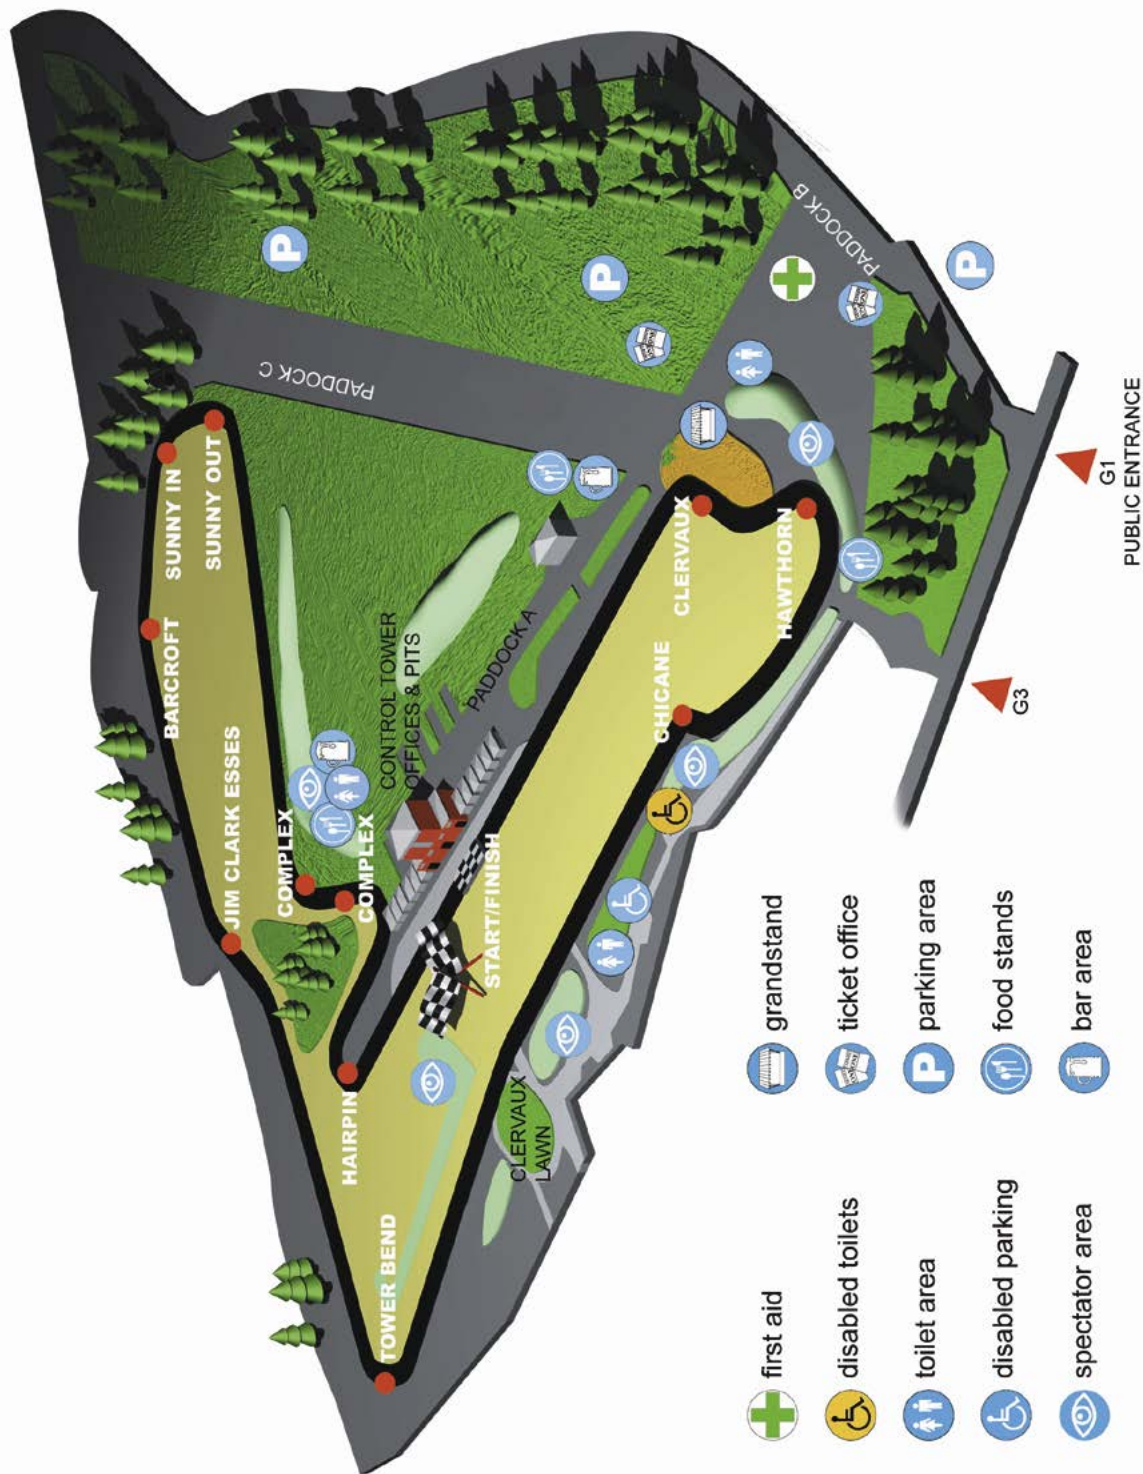 SUNNY IN
SUNNY OUT
BARCROFT
JIM CLARK ESSES
COMPLEX
COMPLEX
HAIRPIN
TOWER BEND
PADDOCK C
CONTROL TOWER
OFFICES & PITS
PADDOCK A
START/FINISH
CLERVAUX
LAWN
CHICANE
CLERVAUX
HAWTHORN
PADDOCK B
P
P
P
G1
PUBLIC ENTRANCE
G3
first aid
disabled toilets
toilet area
disabled parking
spectator area
grandstand
ticket office
P parking area
food stands
bar area